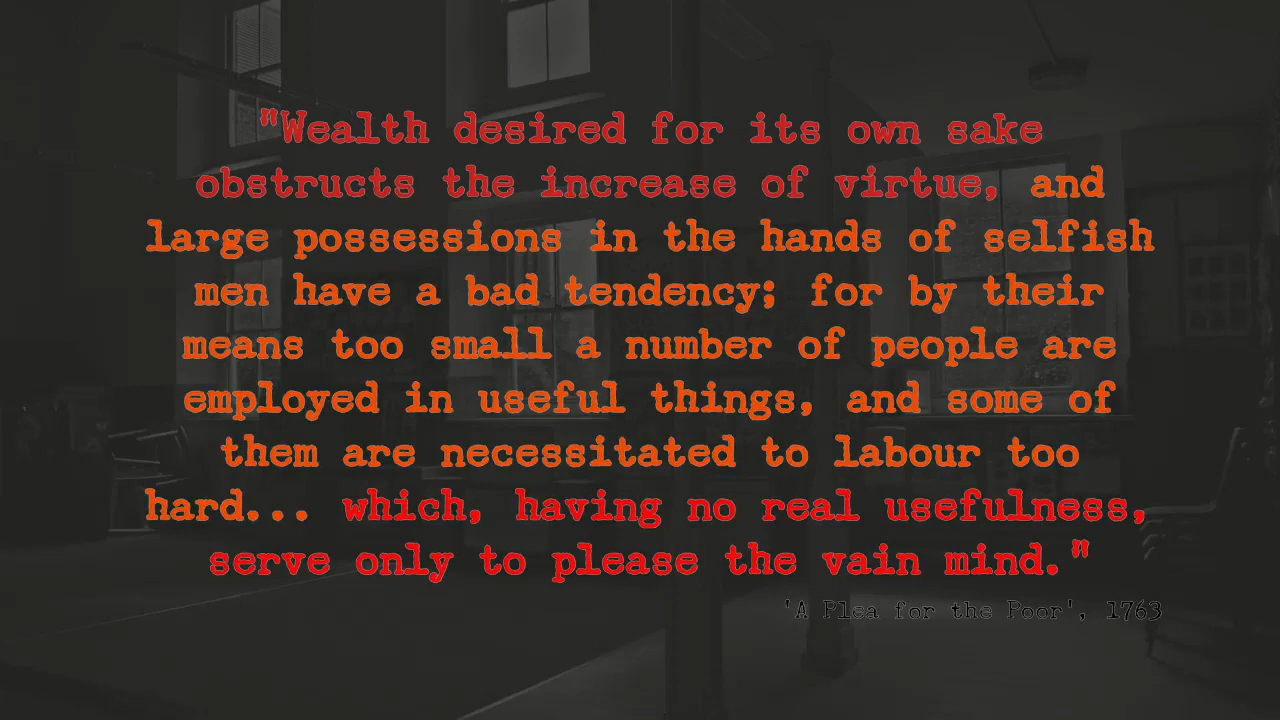 "Wealth desired for its own sake
obstructs the increase of virtue, and
large possessions in the hands of selfish
men have a bad tendency; for by their
means too small a number of people are
employed in useful things, and some of
them are necessitated to labour too
hard... which, having no real usefulness,
serve only to please the vain mind."
'A Plea for the Poor', 1763